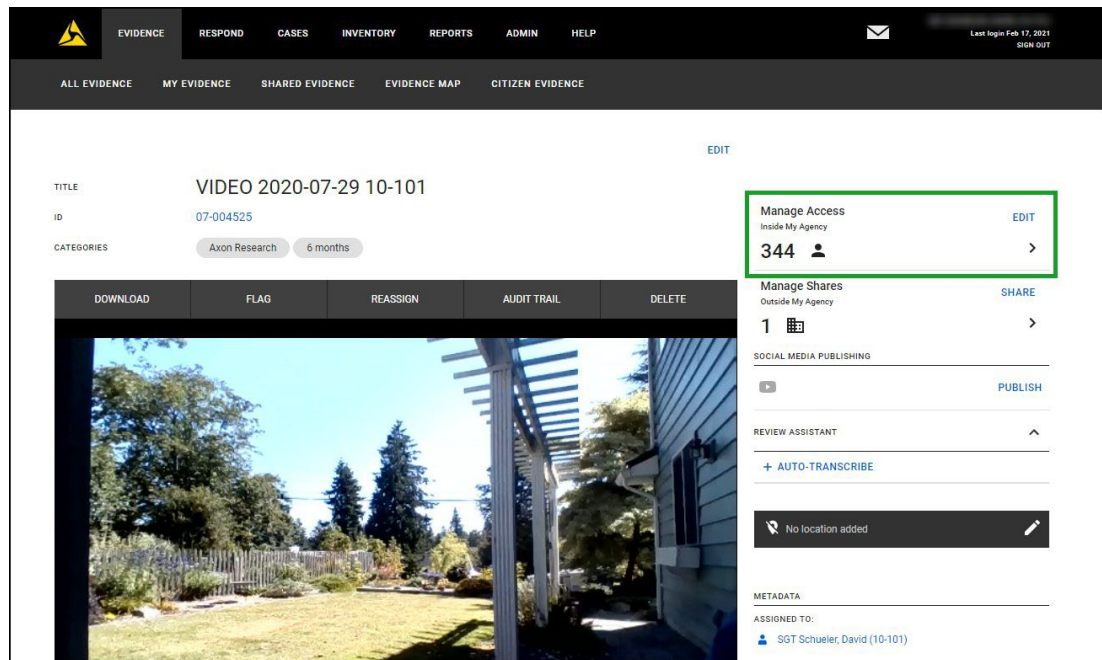 EVIDENCE RESPOND CASES INVENTORY REPORTS ADMIN HELP
Last login Feb 17, 2021
SIGN OUT
ALL EVIDENCE MY EVIDENCE SHARED EVIDENCE EVIDENCE MAP CITIZEN EVIDENCE
EDIT
TITLE VIDEO 2020-07-29 10-101
ID 07-004525
CATEGORIES Axon Research 6 months
DOWNLOAD FLAG REASSIGN AUDIT TRAIL DELETE
Manage Access
Inside My Agency
EDIT
344
Manage Shares
Outside My Agency
SHARE
1
SOCIAL MEDIA PUBLISHING
PUBLISH
REVIEW ASSISTANT
+ AUTO-TRANSCRIBE
No location added
METADATA
ASSIGNED TO:
SGT Schueler, David (10-101)